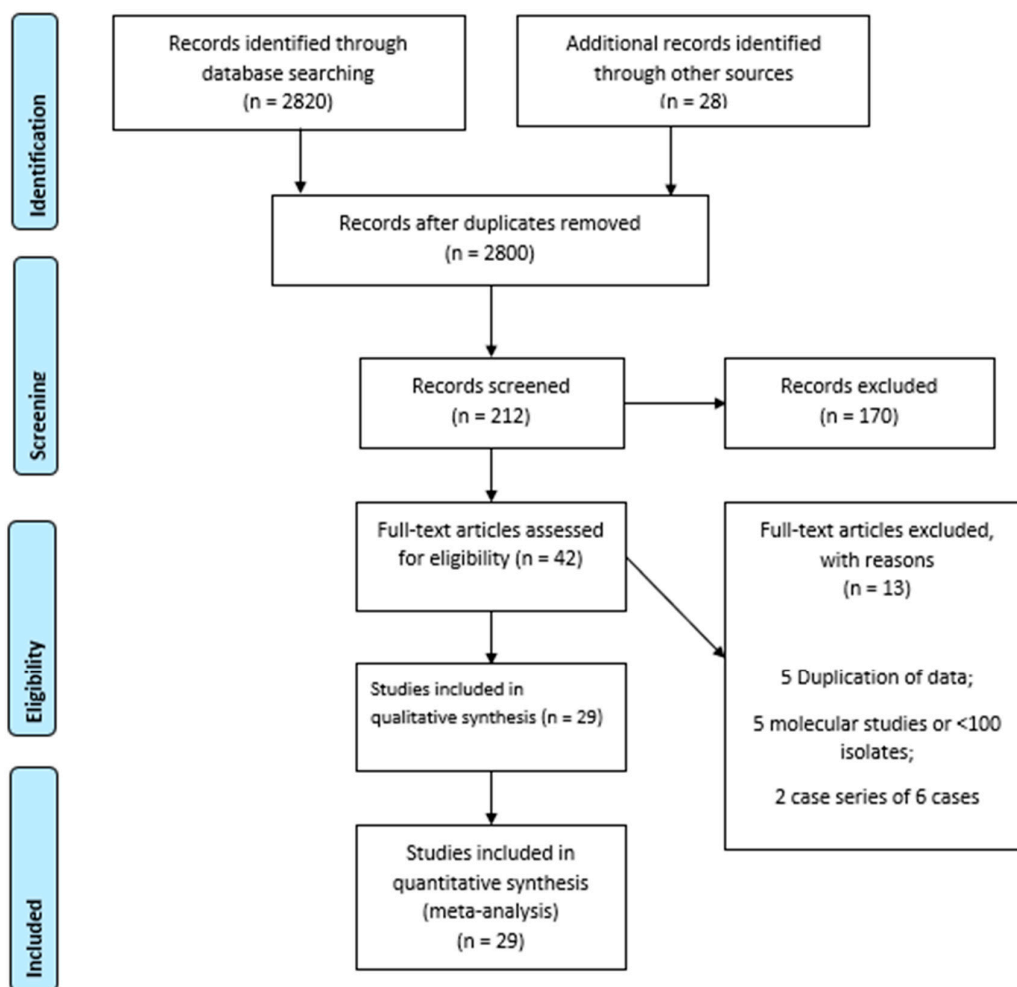 Identification
Records identified through
database searching
(n = 2820)
Additional records identified
through other sources
(n = 28)
Records after duplicates removed
(n = 2800)
Screening
Records screened
(n = 212)
Records excluded
(n = 170)
Eligibility
Full-text articles assessed
for eligibility (n = 42)
Full-text articles excluded,
with reasons
(n = 13)
5 Duplication of data;
5 molecular studies or <100
isolates;
2 case series of 6 cases
Studies included in
qualitative synthesis (n = 29)
Included
Studies included in
quantitative synthesis
(meta-analysis)
(n = 29)